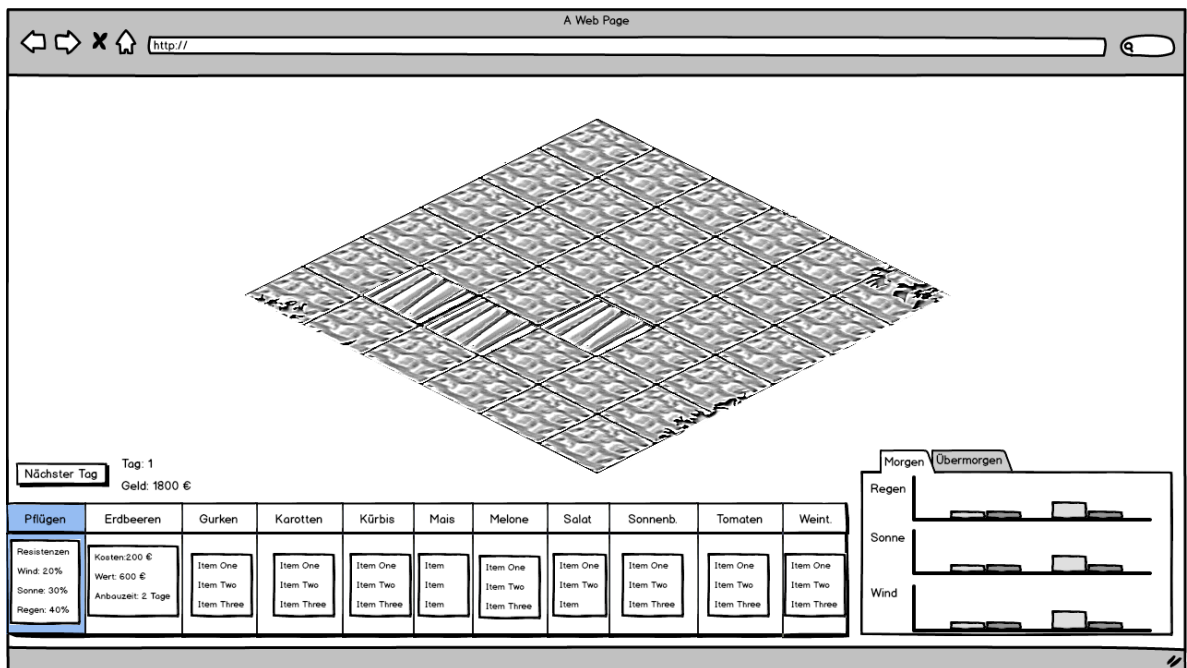 A Web Page
http://
Nächster Tag
Tag: 1
Geld: 1800 €
Morgen
Übermorgen
Regen
Sonne
Wind
Pflügen
Erdbeeren
Gurken
Karotten
Kürbis
Mais
Melone
Salat
Sonnenb.
Tomaten
Weint.
Resistenzen
Wind: 20%
Sonne: 30%
Regen: 40%
Kosten:200 €
Wert: 600 €
Anbauzeit: 2 Tage
Item One
Item Two
Item Three
Item One
Item Two
Item Three
Item One
Item Two
Item Three
Item
Item
Item
Item One
Item Two
Item Three
Item One
Item Two
Item
Item One
Item Two
Item Three
Item One
Item Two
Item Three
Item One
Item Two
Item Three